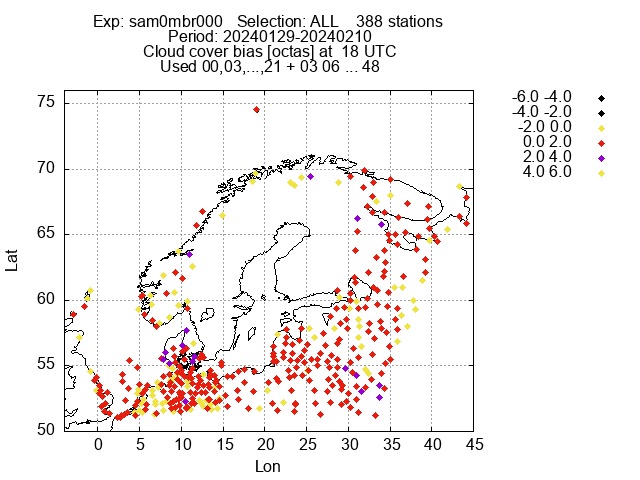 Exp: sam0mbr000   Selection: ALL    388 stations
Period: 20240129-20240210
Cloud cover bias [octas] at  18 UTC
Used 00,03,...,21 + 03 06 ... 48
-6.0 -4.0
-4.0 -2.0
-2.0 0.0
0.0 2.0
2.0 4.0
4.0 6.0
75
70
65
60
55
50
Lat
0 5 10 15 20 25 30 35 40 45
Lon